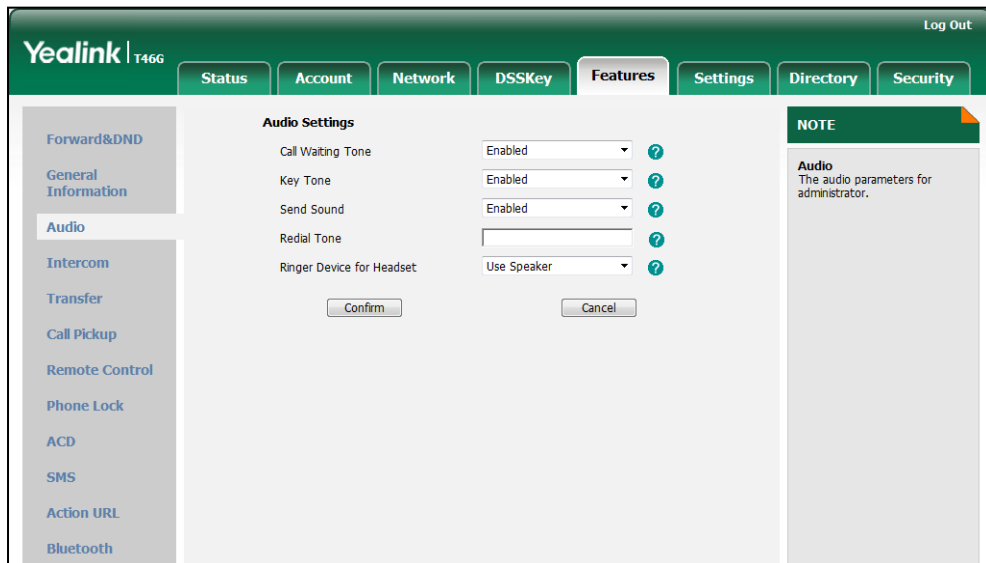 Log Out
Yealink T46G
Status Account Network DSSKey Features Settings Directory Security
Forward&DND
General
Information
Audio
Intercom
Transfer
Call Pickup
Remote Control
Phone Lock
ACD
SMS
Action URL
Bluetooth
Audio Settings
Call Waiting Tone Enabled ?
Key Tone Enabled ?
Send Sound Enabled ?
Redial Tone ?
Ringer Device for Headset Use Speaker ?
Confirm Cancel
NOTE
Audio
The audio parameters for
administrator.